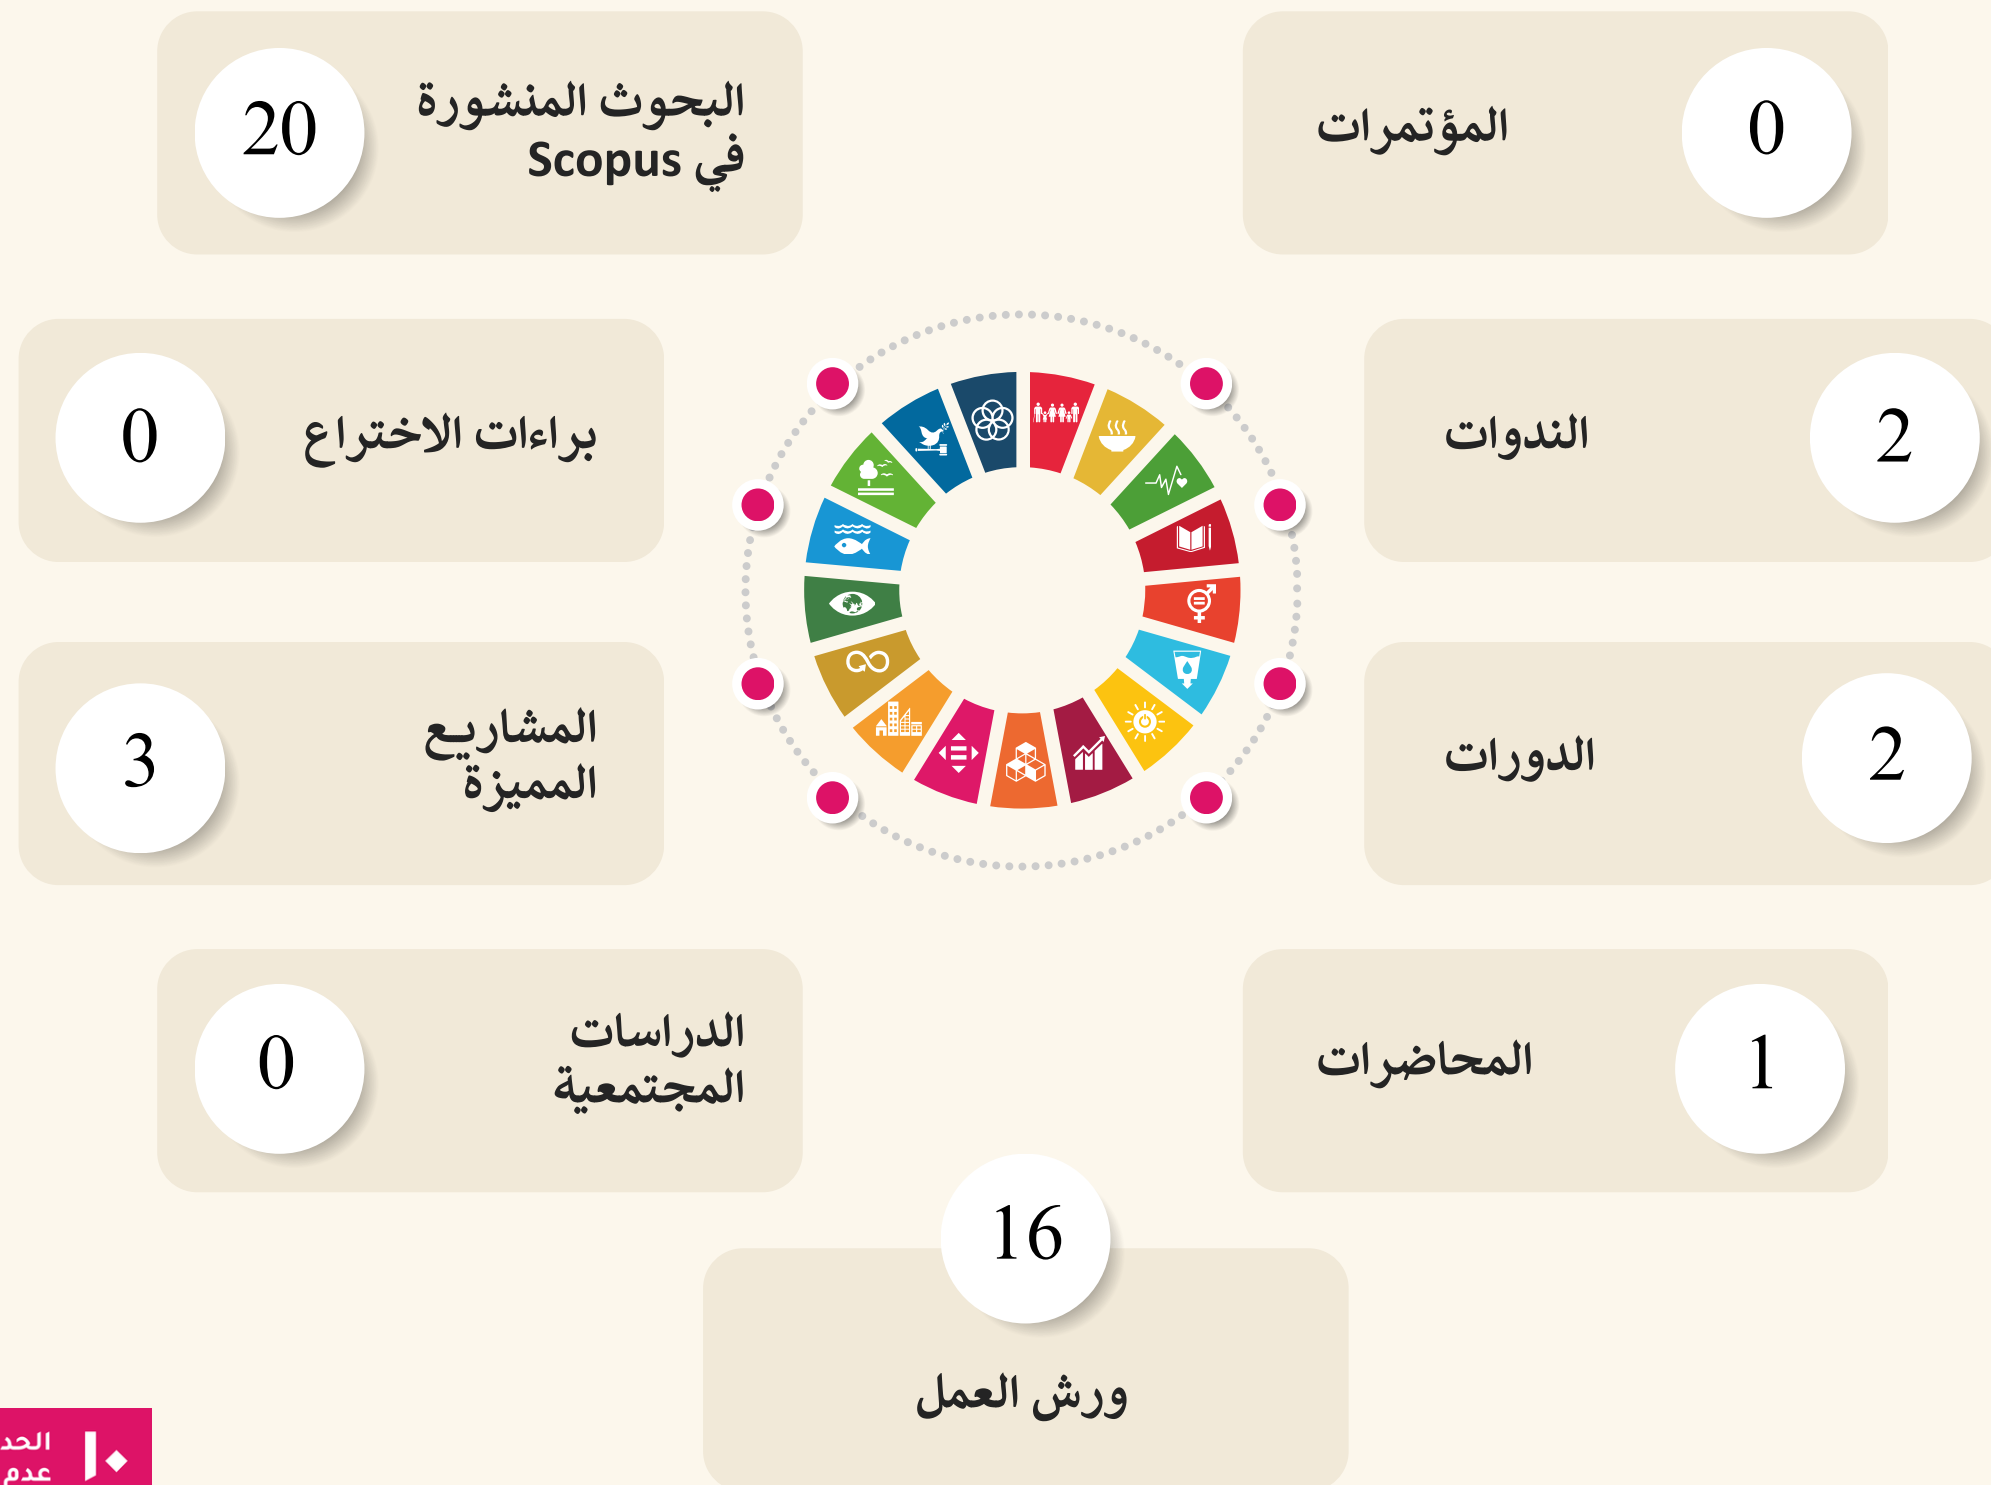 المؤتمرات
0
البحوث المنشورة
في Scopus
20
الندوات
2
براءات الاختراع
0
الدورات
2
المشاريع
المميزة
3
المحاضرات
1
الدراسات
المجتمعية
0
16
ورش العمل
١٠
الحد
عدم